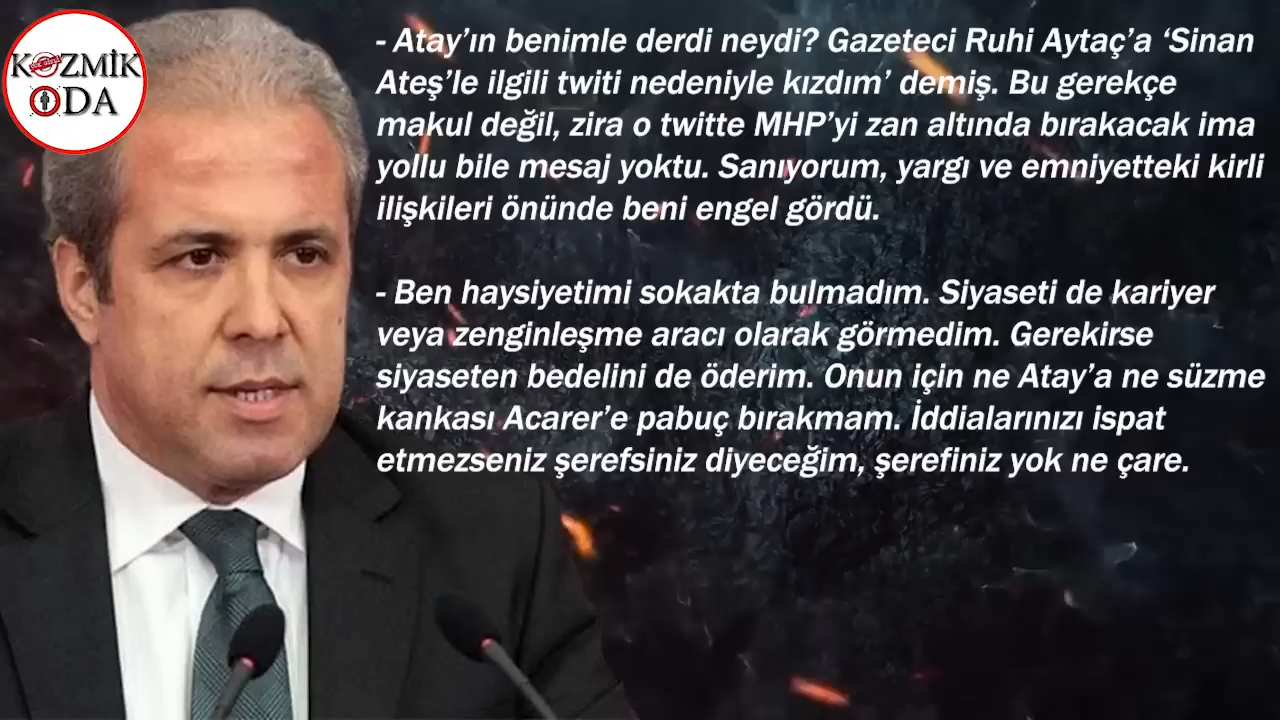 KOZMİK
ODA
- Atay’ın benimle derdi neydi? Gazeteci Ruhi Aytaç’a ‘Sinan
Ateş’le ilgili twiti nedeniyle kızdım’ demiş. Bu gerekçe
makul değil, zira o twitte MHP’yi zan altında bırakacak ima
yollu bile mesaj yoktu. Sanıyorum, yargı ve emniyetteki kirli
ilişkileri önünde beni engel gördü.
- Ben haysiyetimi sokakta bulmadım. Siyaseti de kariyer
veya zenginleşme aracı olarak görmedim. Gerekirse
siyaseten bedelini de öderim. Onun için ne Atay’a ne süzme
kankası Acarer’e pabuç bırakmam. İddialarınızı ispat
etmezseniz şerefsiniz diyeceğim, şerefiniz yok ne çare.